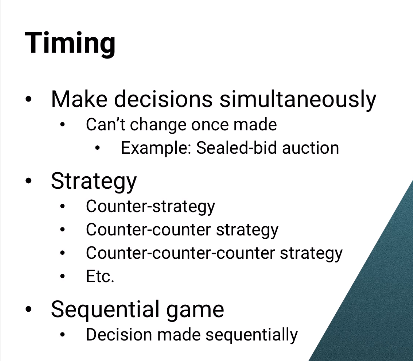 Timing
• Make decisions simultaneously
• Can't change once made
• Example: Sealed-bid auction
• Strategy
• Counter-strategy
• Counter-counter strategy
• Counter-counter-counter strategy
• Etc.
• Sequential game
• Decision made sequentially